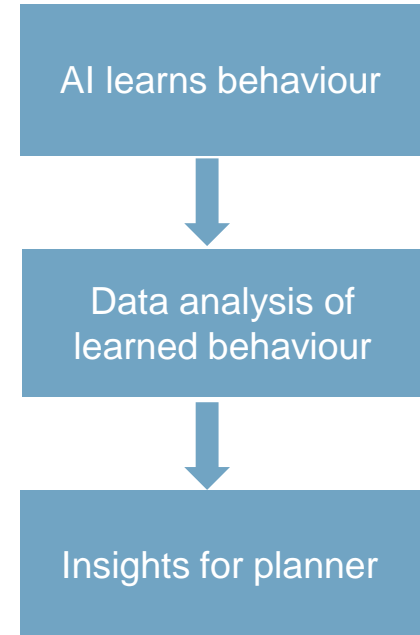 AI learns behaviour
Data analysis of
learned behaviour
Insights for planner